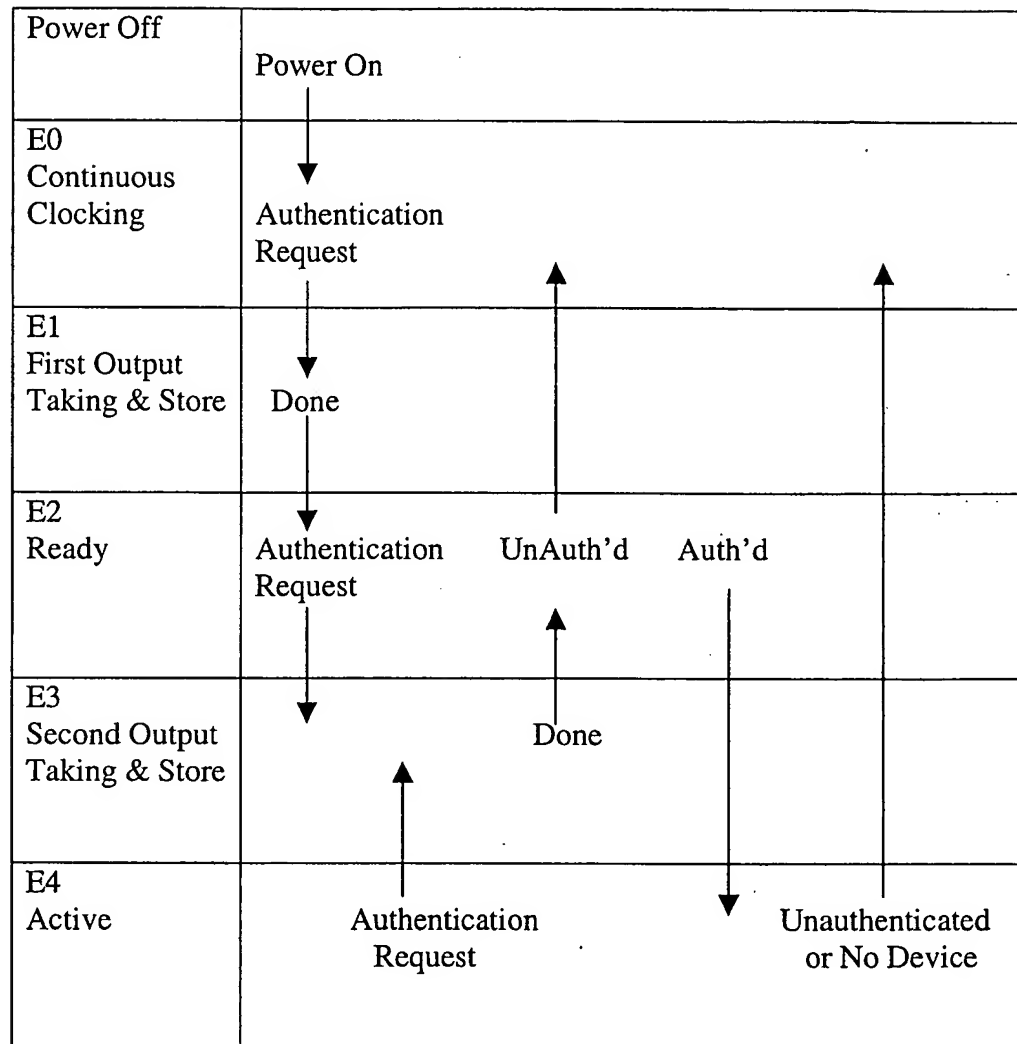 Power Off
Power On
E0
Continuous
Clocking
Authentication
Request
E1
First Output
Taking & Store
Done
E2
Ready
Authentication
Request
UnAuth'd
Auth'd
E3
Second Output
Taking & Store
Done
E4
Active
Authentication
Request
Unauthenticated
or No Device